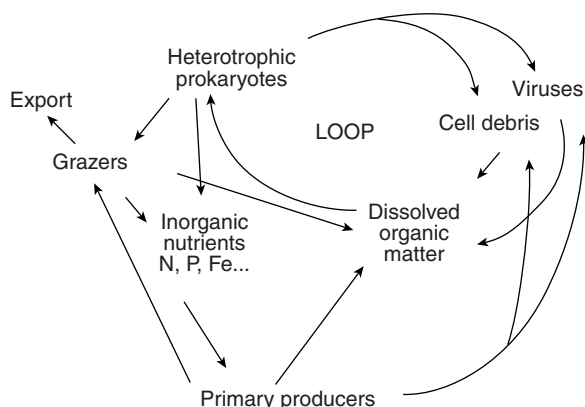 Heterotrophic
prokaryotes
Viruses
Export
Cell debris
LOOP
Grazers
Dissolved
organic
matter
Inorganic
nutrients
N, P, Fe...
Primary producers